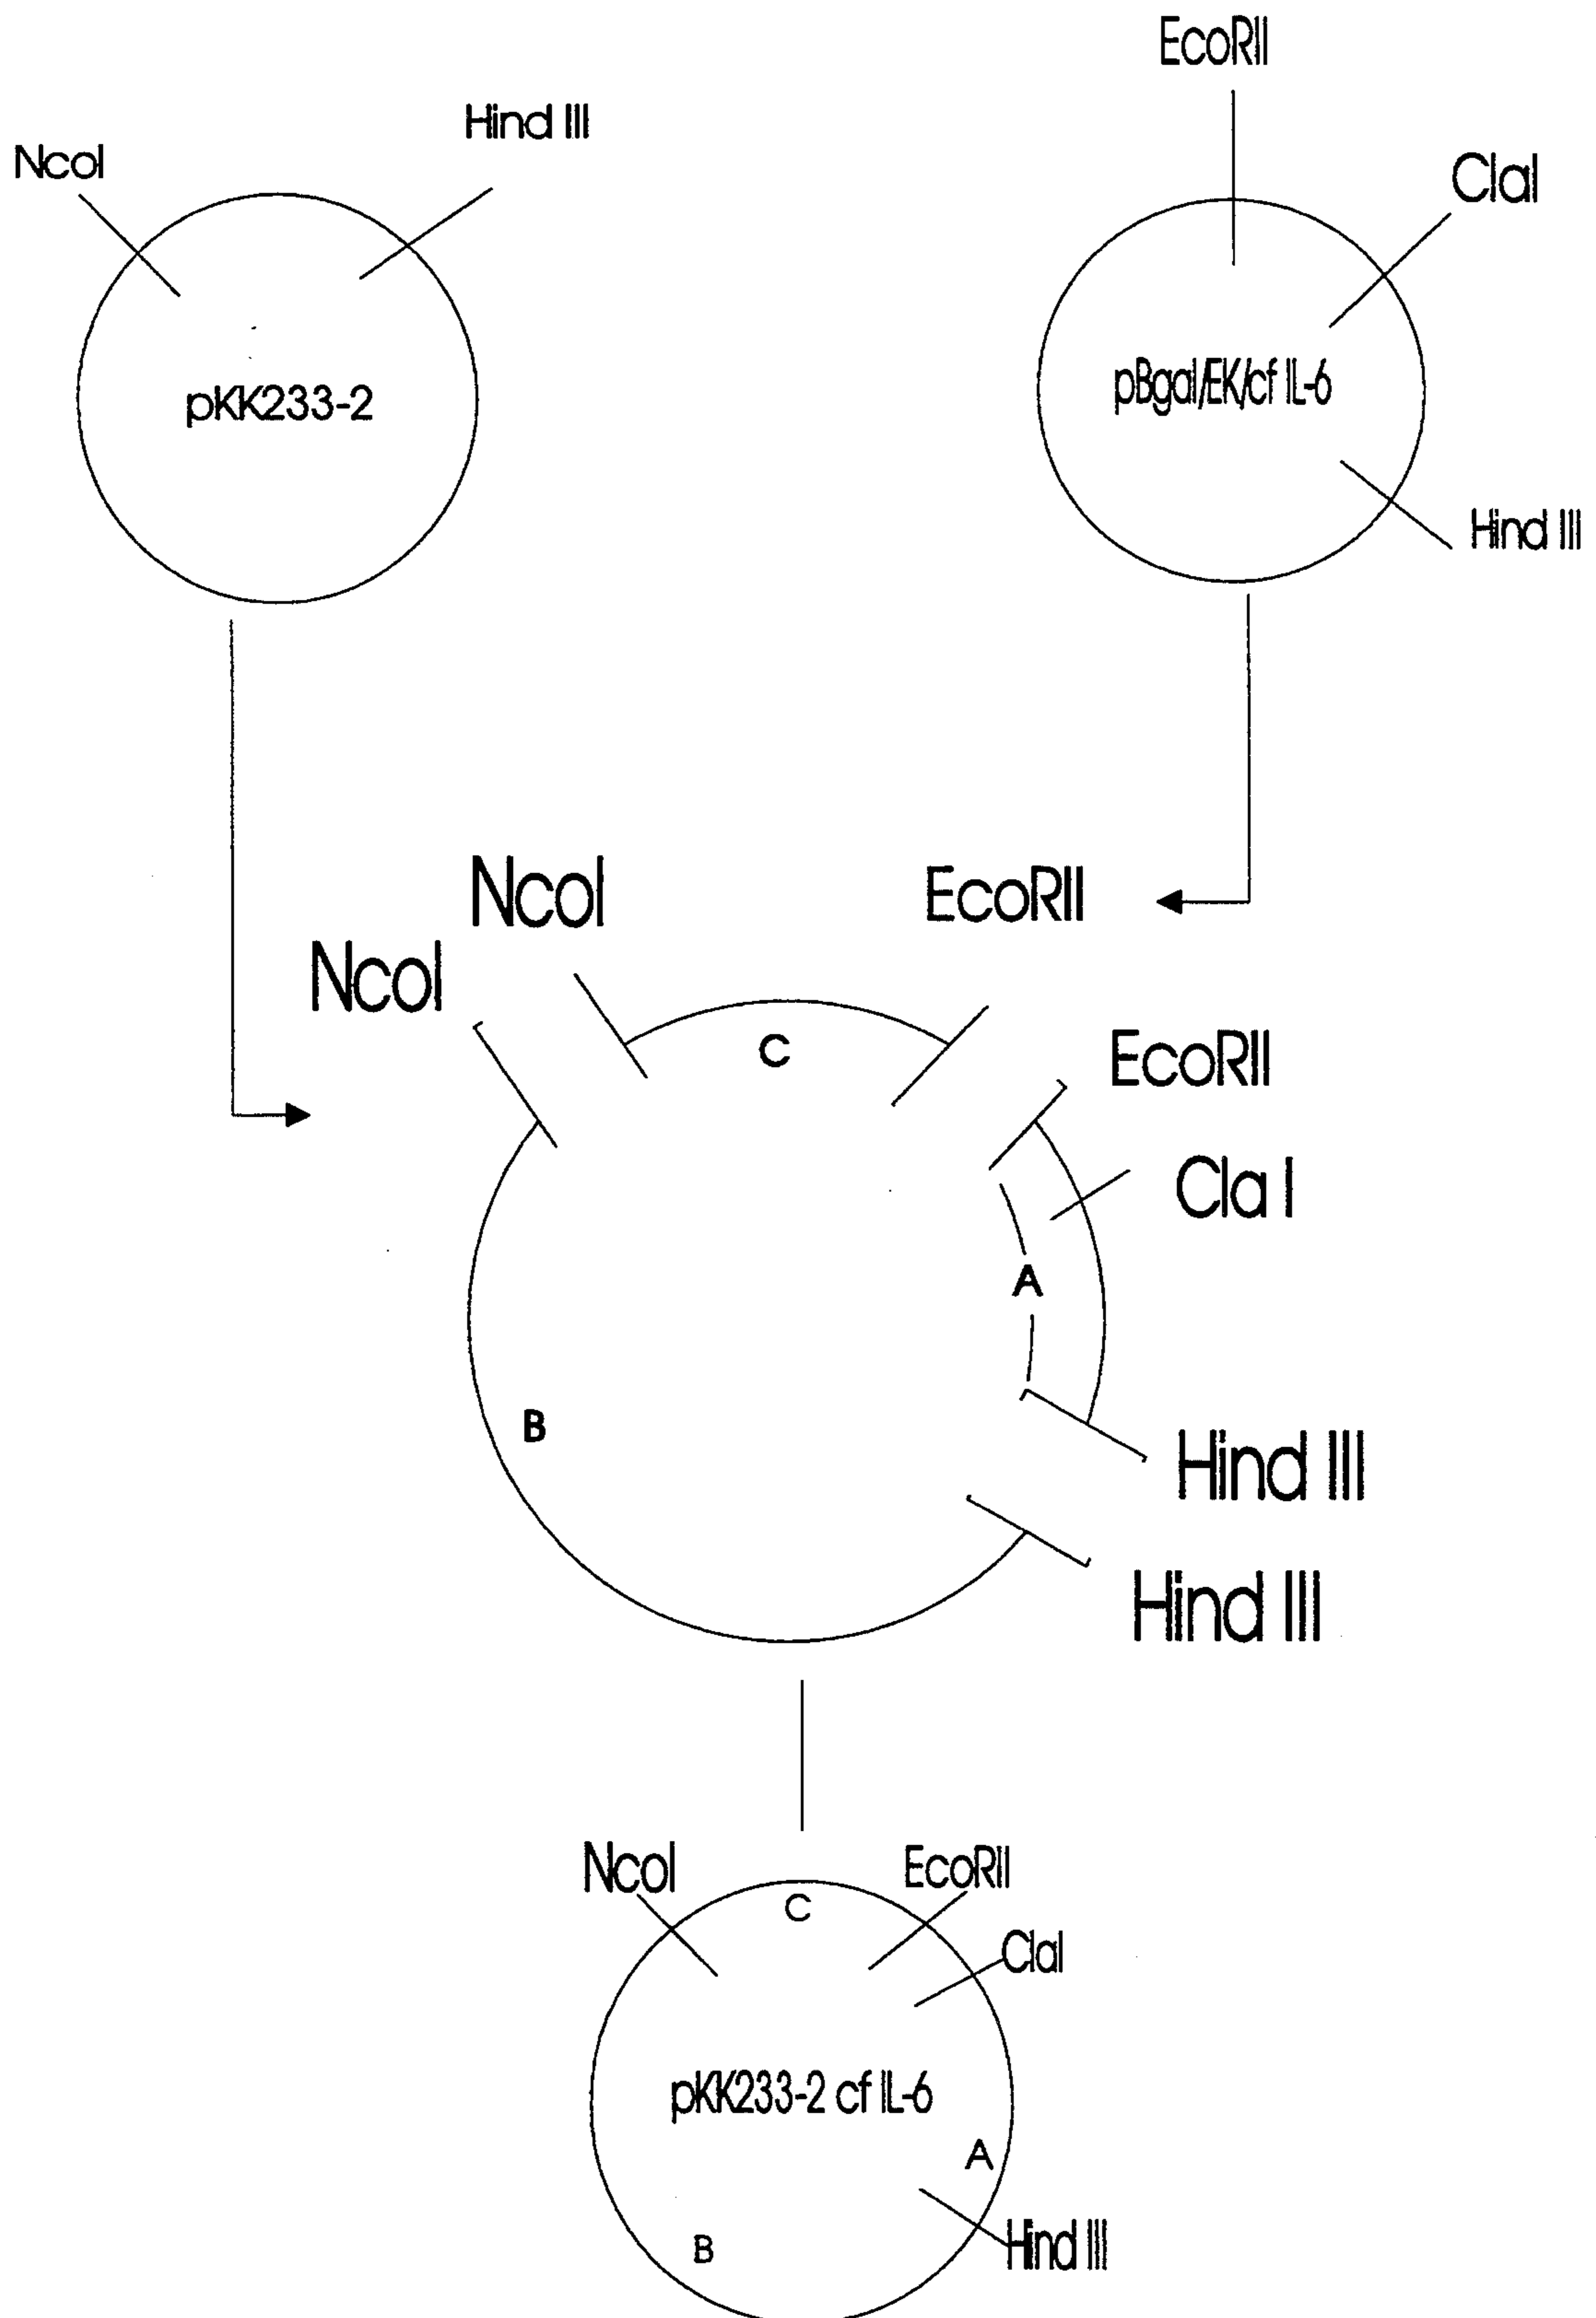 EcoRII
Hind III
NcoI
ClaI
pKK233-2
pBgal/EK/cf IL-6
Hind III
NcoI
EcoRII
NcoI
C
EcoRII
Cla I
A
B
Hind III
Hind III
NcoI
EcoRII
C
ClaI
pKK233-2 cf IL-6
A
B
Hind III